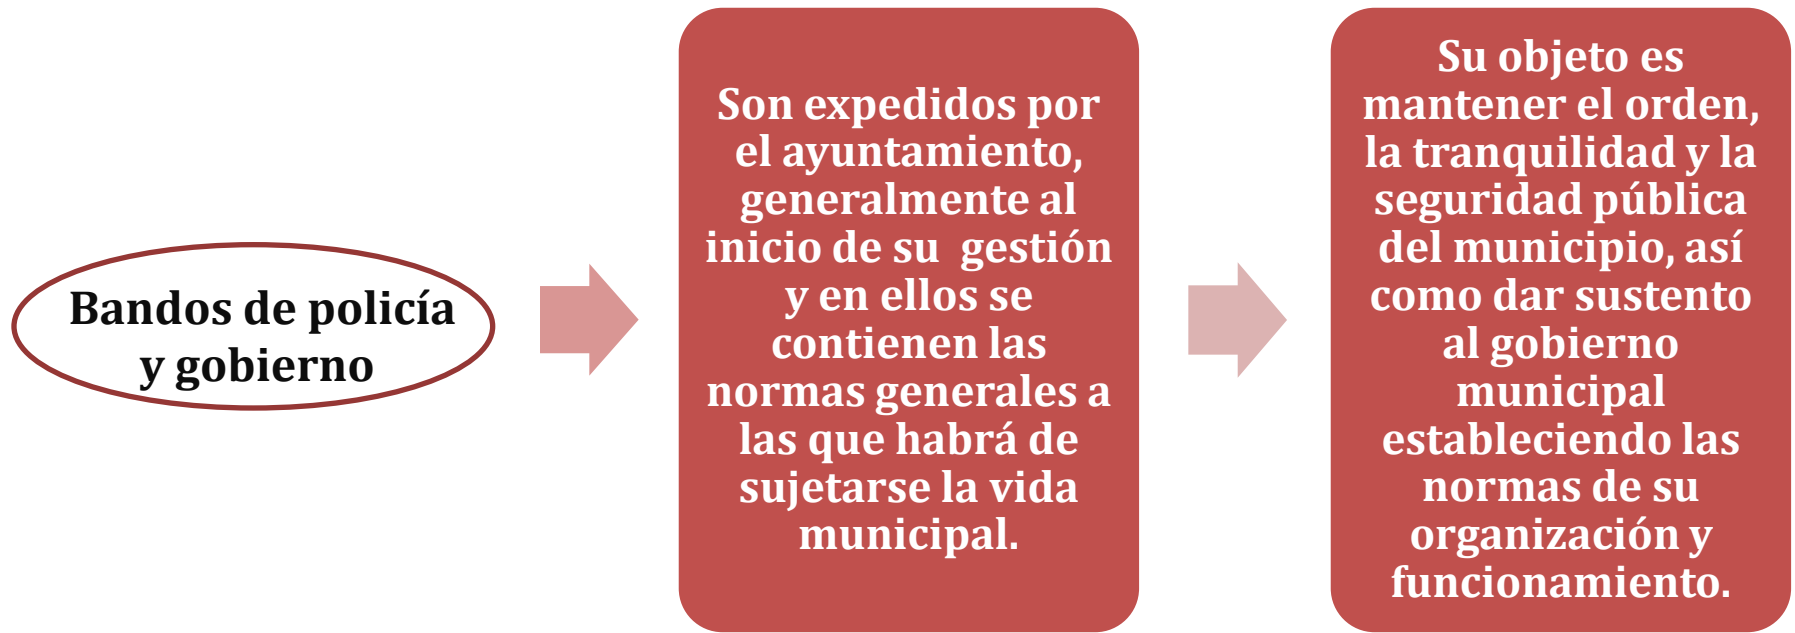 Bandos de policía
y gobierno
Son expedidos por
el ayuntamiento,
generalmente al
inicio de su  gestión
y en ellos se
contienen las
normas generales a
las que habrá de
sujetarse la vida
municipal.
Su objeto es
mantener el orden,
la tranquilidad y la
seguridad pública
del municipio, así
como dar sustento
al gobierno
municipal
estableciendo las
normas de su
organización y
funcionamiento.